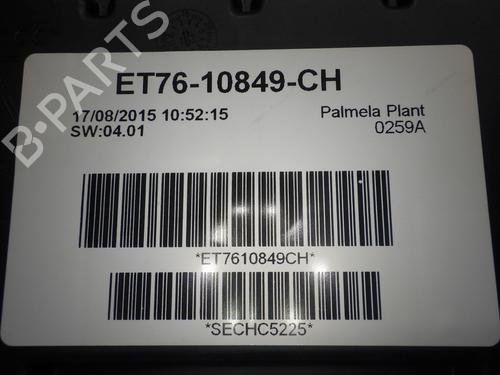 ET76-10849-CH
17/08/2015 10:52:15 Palmela Plant
SW:04.01 0259A
*ET7610849CH*
*SECHC5225*
B-PARTS